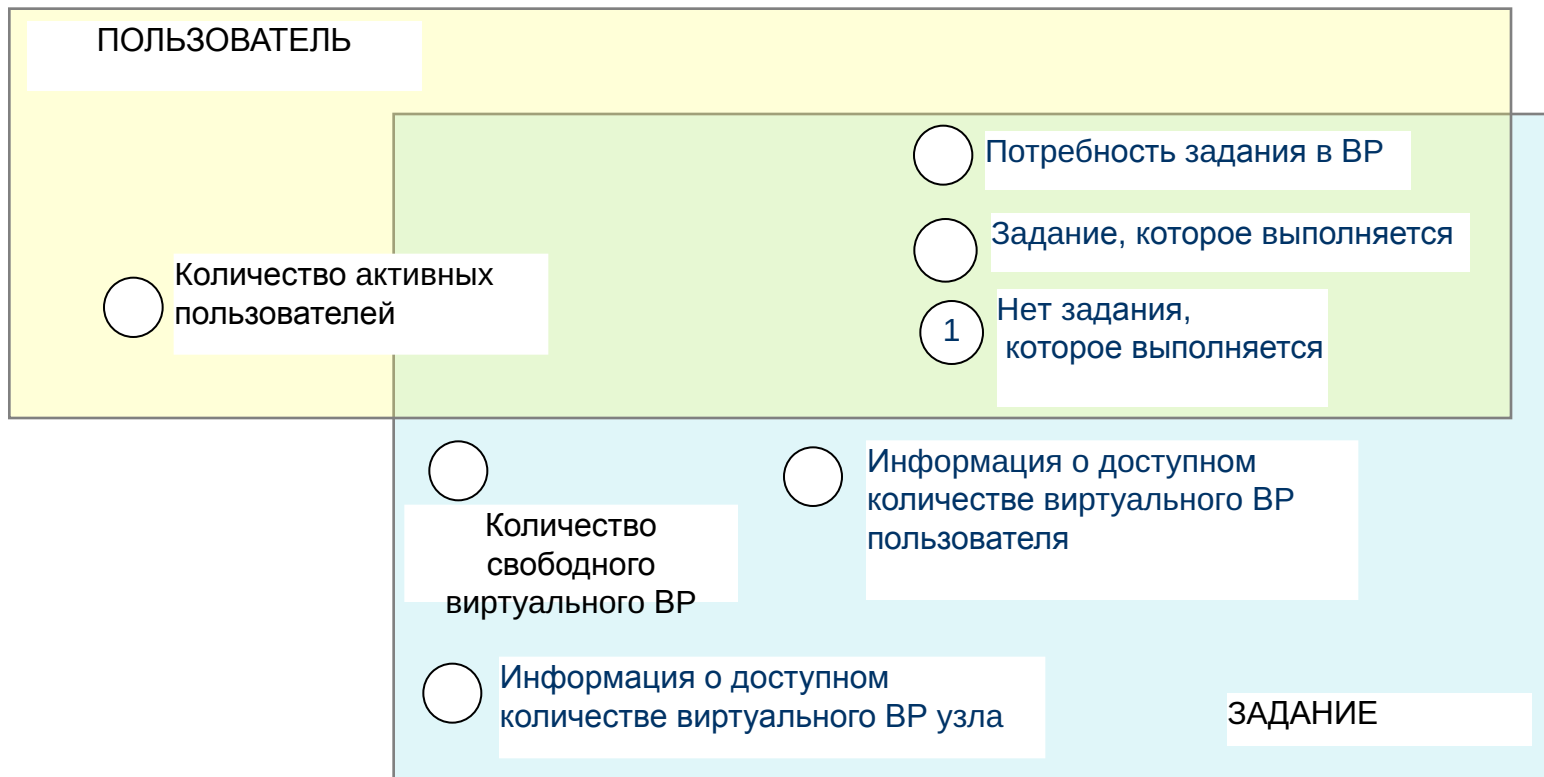 ПОЛЬЗОВАТЕЛЬ
Потребность задания в ВР
Задание, которое выполняется
Количество активных
пользователей
1
Нет задания,
которое выполняется
Количество
свободного
виртуального ВР
Информация о доступном
количестве виртуального ВР
пользователя
Информация о доступном
количестве виртуального ВР узла
ЗАДАНИЕ